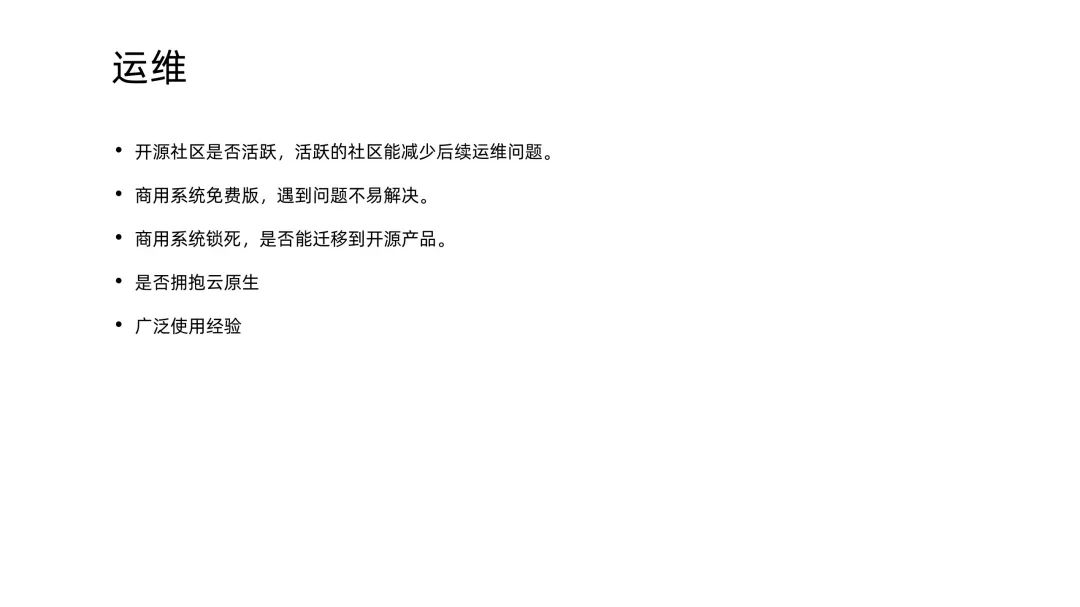 运维
• 开源社区是否活跃，活跃的社区能减少后续运维问题。
• 商用系统免费版，遇到问题不易解决。
• 商用系统锁死，是否能迁移到开源产品。
• 是否拥抱云原生
• 广泛使用经验